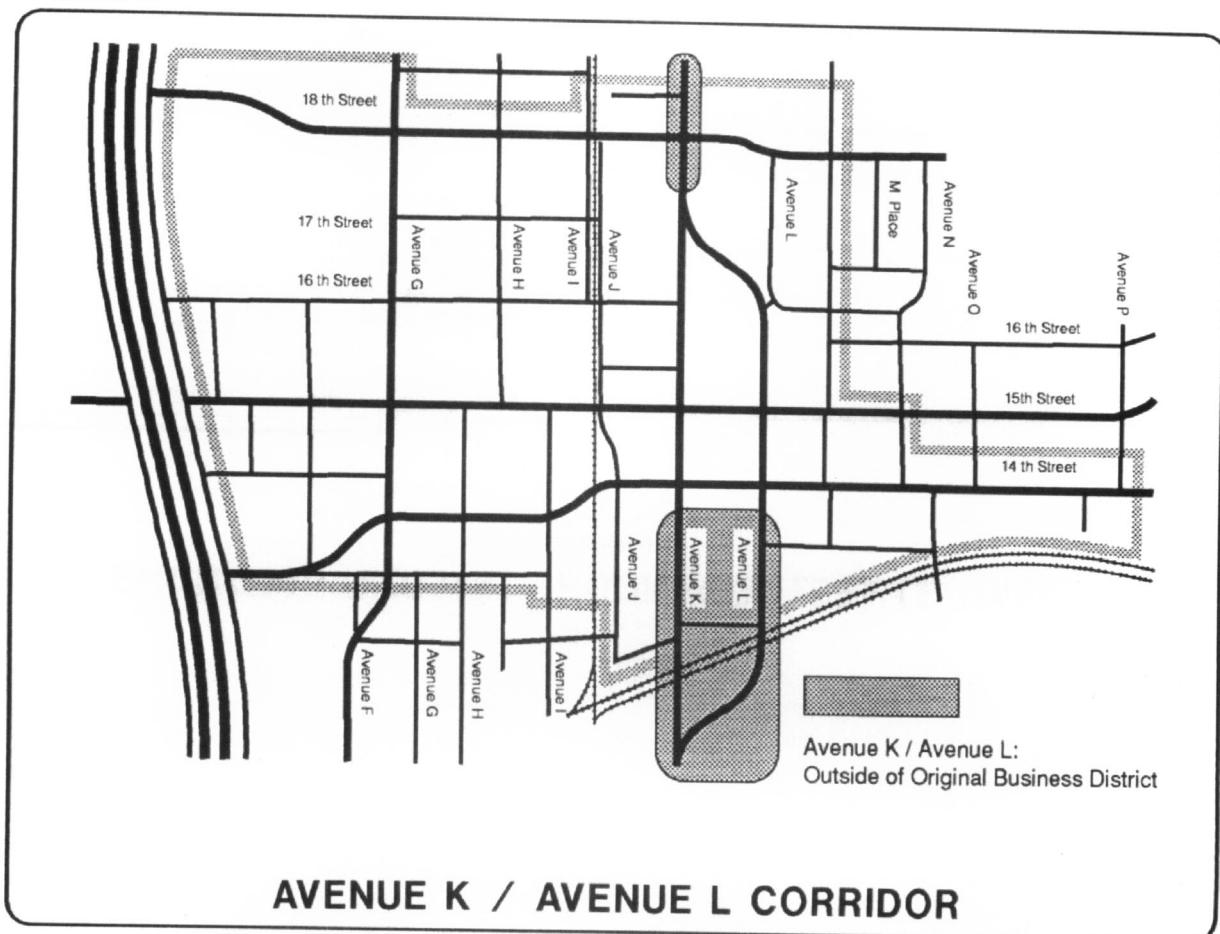 18 th Street
17 th Street
16 th Street
Avenue G
Avenue H
Avenue I
Avenue J
Avenue L
M Place
Avenue N
Avenue O
Avenue P
16 th Street
15th Street
14 th Street
Avenue J
Avenue K
Avenue L
Avenue F
Avenue G
Avenue H
Avenue I
Avenue K / Avenue L:
Outside of Original Business District
AVENUE K / AVENUE L CORRIDOR